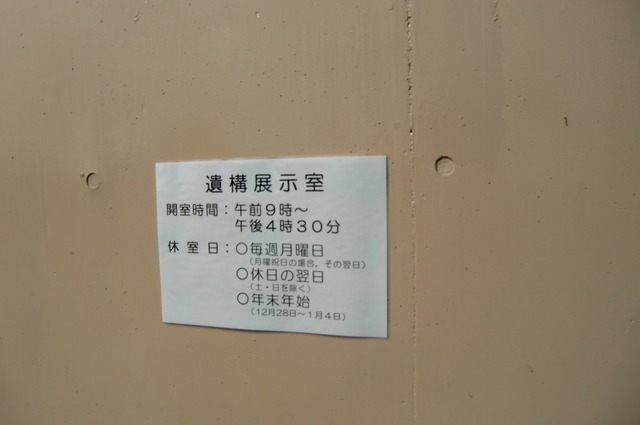 遺構展示室
開室時間：午前９時～
午後４時３０分
休室日：〇毎週月曜日
（月曜祝日の場合，その翌日）
〇休日の翌日
（土・日を除く）
〇年末年始
（12月28日～１月４日）